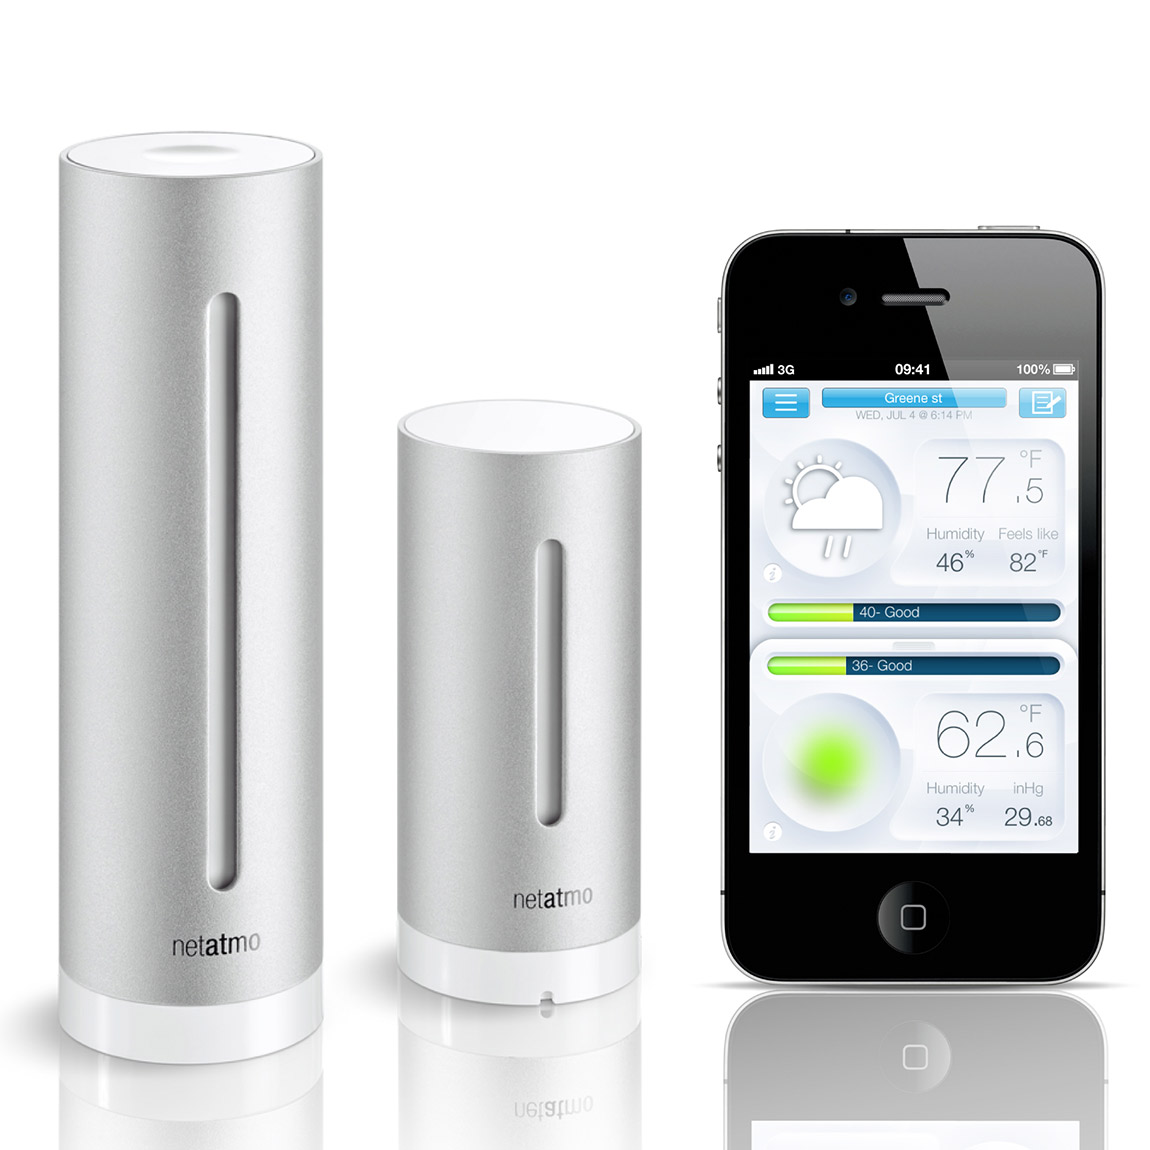 netatmo
netatmo
3G 09:41 100%
Greene st
WED, JUL 4 @ 6:14 PM
77.5 °F
Humidity Feels like
46% 82°F
40- Good
36- Good
62.6 °F
Humidity inHg
34% 29.68
netatmo